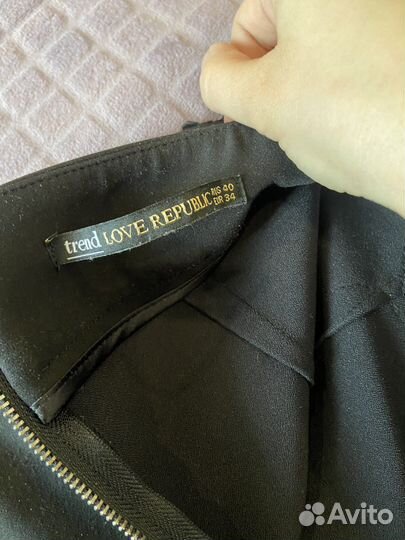 trend LOVE REPUBLIC RUS 40
EUR 34
Avito